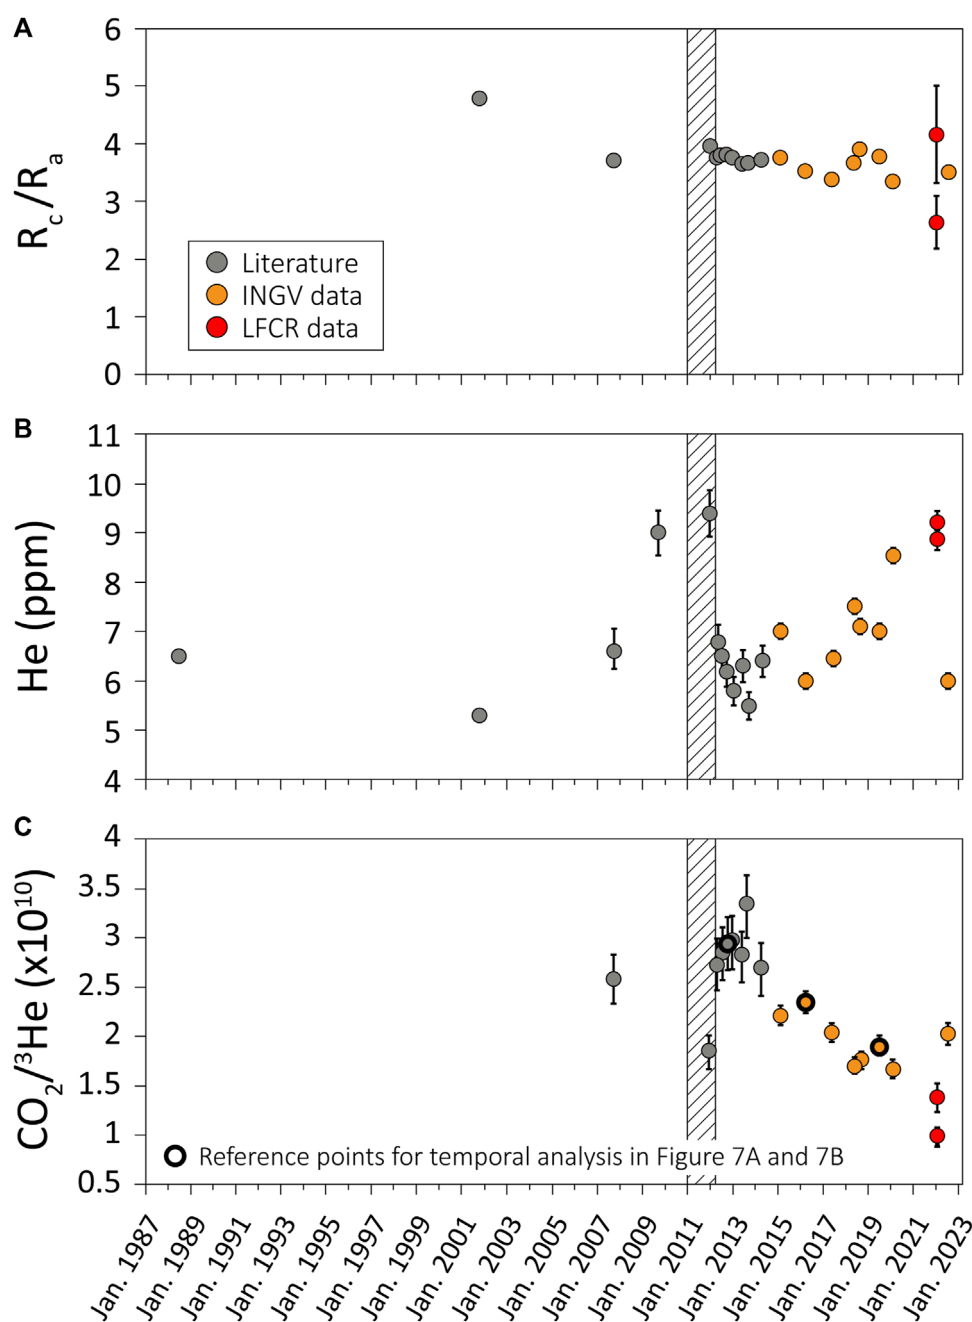 A
6
5
4
3
2
1
0
Rc/Ra
Literature
INGV data
LFCR data
B
11
10
9
8
7
6
5
4
He (ppm)
C
4
3.5
3
2.5
2
1.5
1
0.5
CO2/3He (x1010)
Reference points for temporal analysis in Figure 7A and 7B
Jan. 1987
Jan. 1989
Jan. 1991
Jan. 1993
Jan. 1995
Jan. 1997
Jan. 1999
Jan. 2001
Jan. 2003
Jan. 2005
Jan. 2007
Jan. 2009
Jan. 2011
Jan. 2013
Jan. 2015
Jan. 2017
Jan. 2019
Jan. 2021
Jan. 2023